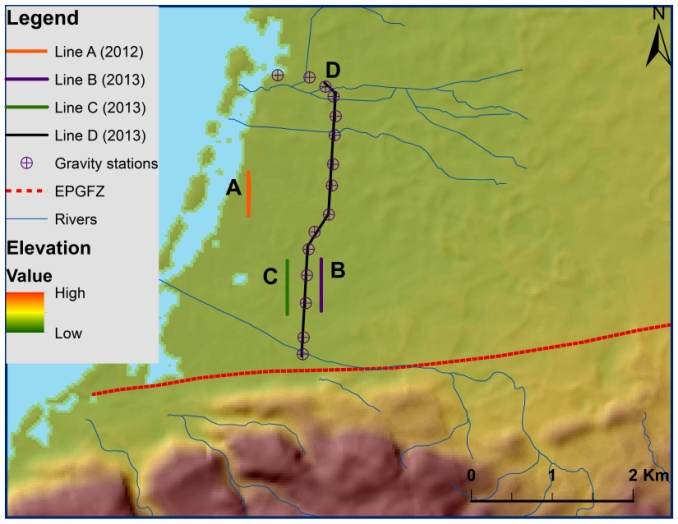 Legend
Line A (2012)
Line B (2013)
Line C (2013)
Line D (2013)
Gravity stations
EPGFZ
Rivers
Elevation
Value
High
Low
N
D
A
C
B
0 1 2 Km